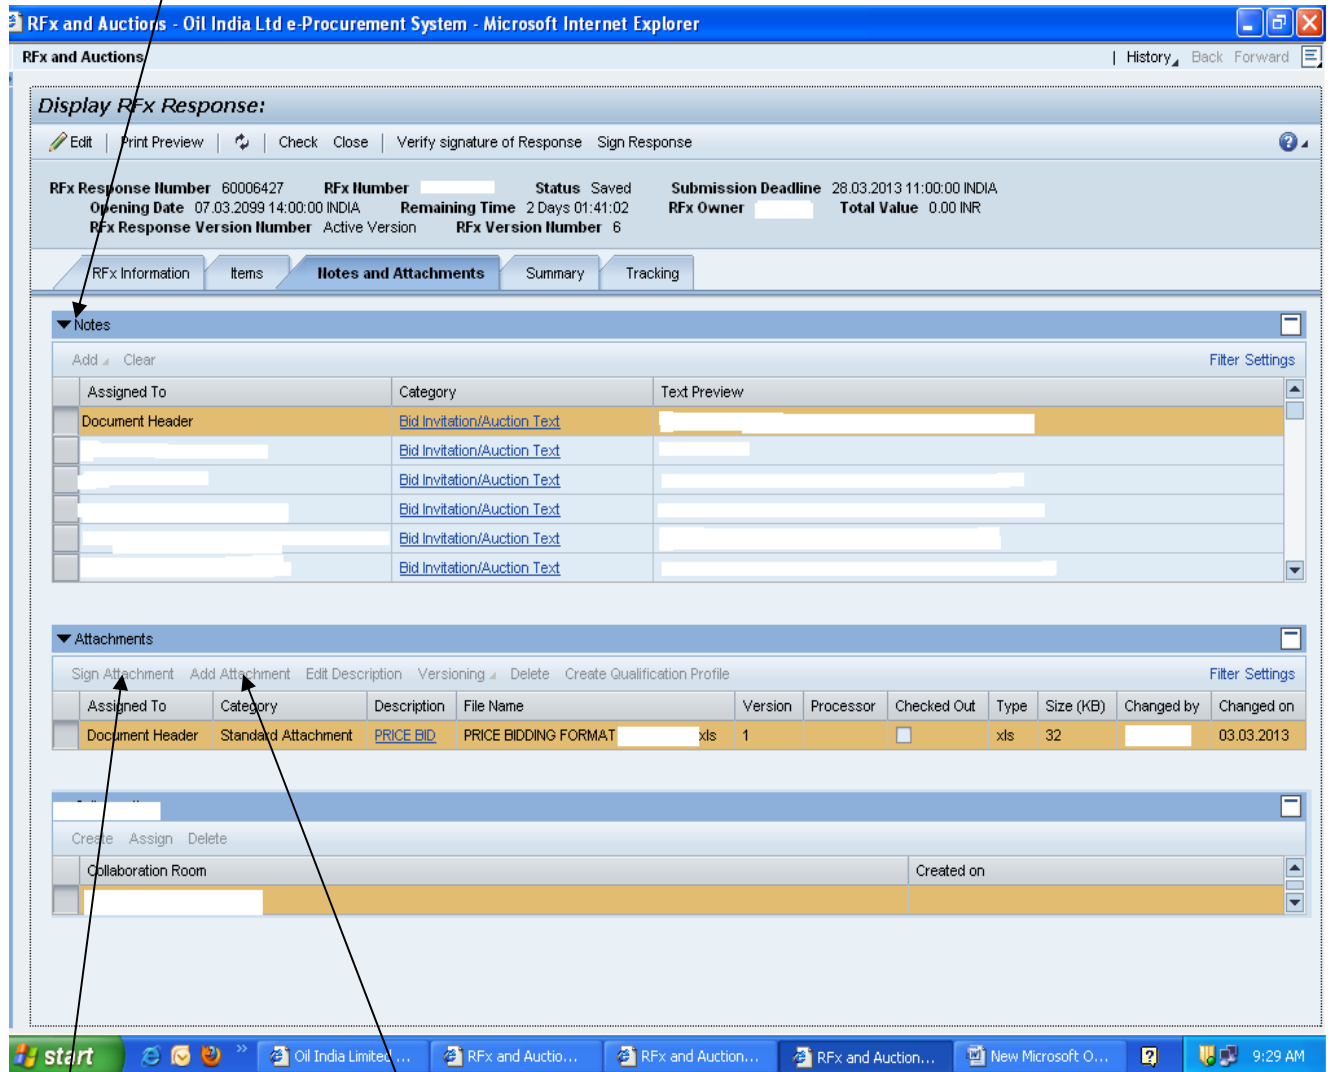 RFx and Auctions - Oil India Ltd e-Procurement System - Microsoft Internet Explorer
RFx and Auctions | History Back Forward
Display RFx Response:
Edit | Print Preview | | Check Close | Verify signature of Response Sign Response
RFx Response Number 60006427 RFx Number Status Saved Submission Deadline 28.03.2013 11:00:00 INDIA
Opening Date 07.03.2099 14:00:00 INDIA Remaining Time 2 Days 01:41:02 RFx Owner Total Value 0.00 INR
RFx Response Version Number Active Version RFx Version Number 6
RFx Information Items Notes and Attachments Summary Tracking
Notes
Add Clear Filter Settings
Assigned To Category Text Preview
Document Header Bid Invitation/Auction Text
Bid Invitation/Auction Text
Bid Invitation/Auction Text
Bid Invitation/Auction Text
Bid Invitation/Auction Text
Bid Invitation/Auction Text
Attachments
Sign Attachment Add Attachment Edit Description Versioning Delete Create Qualification Profile Filter Settings
Assigned To Category Description File Name Version Processor Checked Out Type Size (KB) Changed by Changed on
Document Header Standard Attachment PRICE BID PRICE BIDDING FORMAT xls 1 xls 32 03.03.2013
Create Assign Delete
Collaboration Room Created on
start Oil India Limited ... RFx and Auctio... RFx and Auction... RFx and Auction... New Microsoft O... 9:29 AM